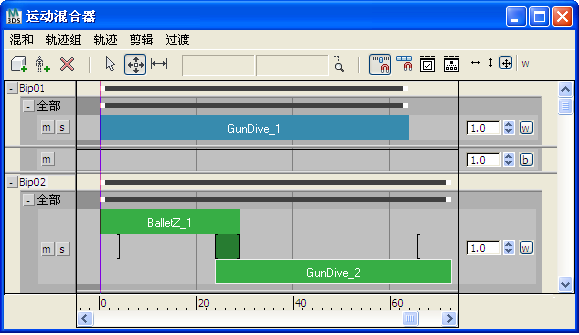 运动混合器
混和 轨迹组 轨迹 剪辑 过渡
w
Bip01
全部
m s GunDive_1 1.0 w
m 1.0 b
Bip02
全部
BalletZ_1
m s 1.0 w
GunDive_2
0 20 40 60